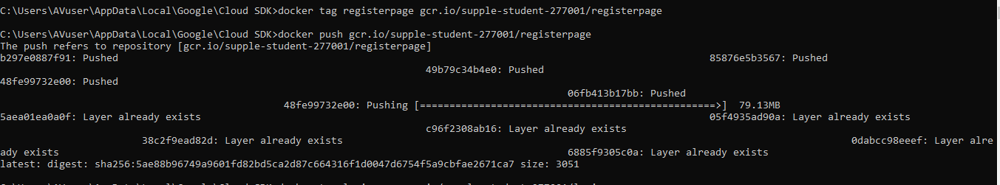 C:\Users\AVuser\AppData\Local\Google\Cloud SDK>docker tag registerpage gcr.io/supple-student-277001/registerpage
C:\Users\AVuser\AppData\Local\Google\Cloud SDK>docker push gcr.io/supple-student-277001/registerpage
The push refers to repository [gcr.io/supple-student-277001/registerpage]
b297e0887f91: Pushed 85876e5b3567: Pushed
49b79c34b4e0: Pushed
48fe99732e00: Pushed
06fb413b17bb: Pushed
48fe99732e00: Pushing [==================================================>] 79.13MB
5aea01ea0a0f: Layer already exists 05f4935ad90a: Layer already exists
c96f2308ab16: Layer already exists
38c2f9ead82d: Layer already exists 0dabcc98eeef: Layer alre
ady exists 6885f9305c0a: Layer already exists
latest: digest: sha256:5ae88b96749a9601fd82bd5ca2d87c664316f1d0047d6754f5a9cbfae2671ca7 size: 3051